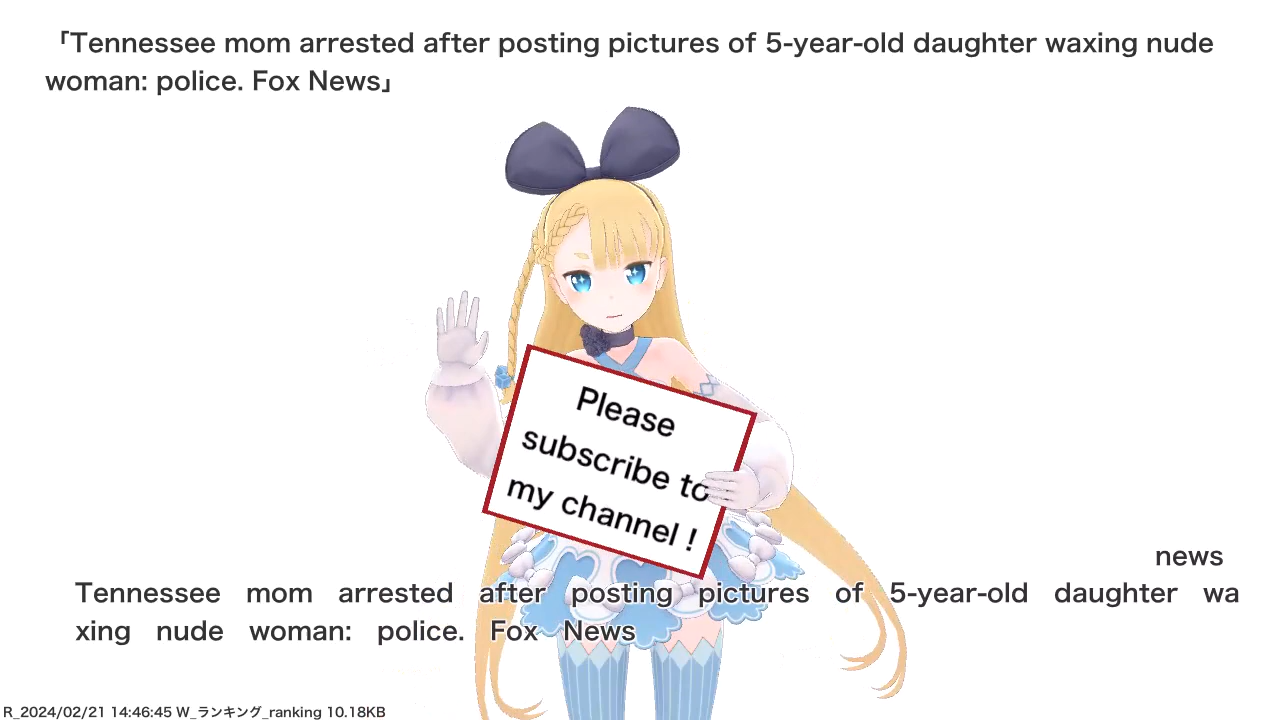 「Tennessee mom arrested after posting pictures of 5-year-old daughter waxing nude
woman: police. Fox News」
Please
subscribe to
my channel !
news
Tennessee mom arrested after posting pictures of 5-year-old daughter wa
xing nude woman: police. Fox News
R_2024/02/21 14:46:45 W_ランキング_ranking 10.18KB